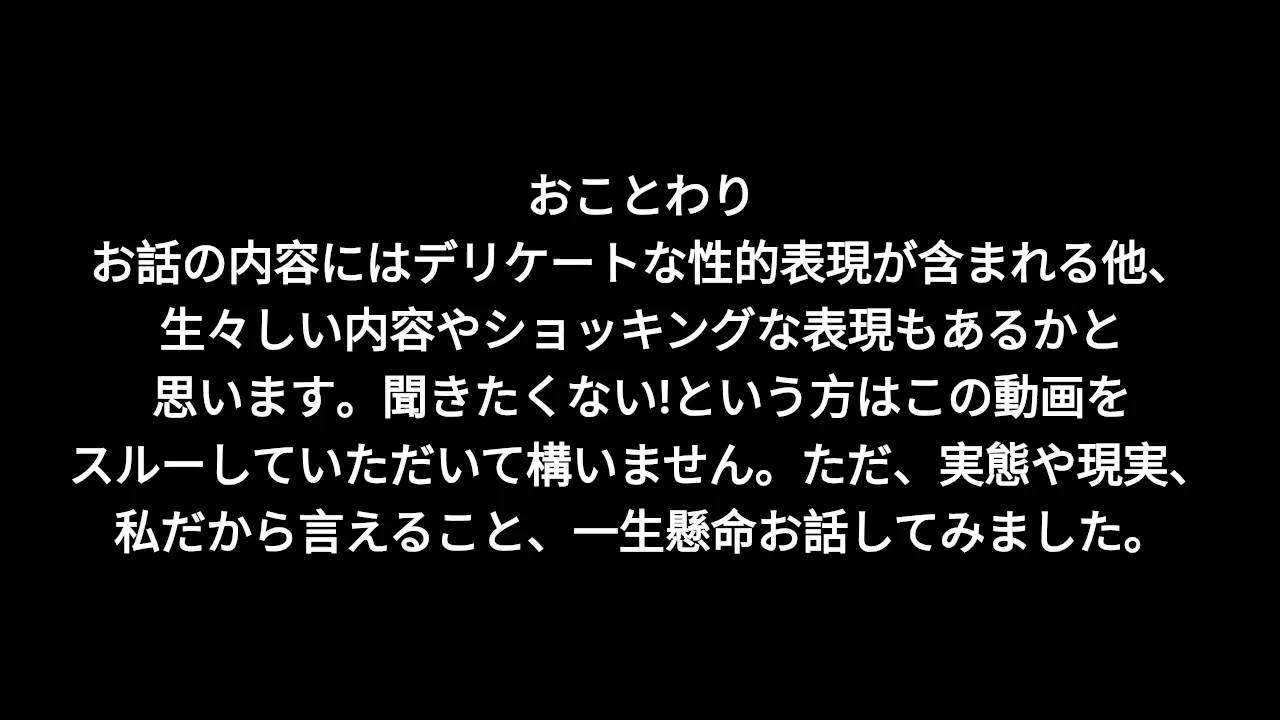 おことわり
お話の内容にはデリケートな性的表現が含まれる他、
生々しい内容やショッキングな表現もあるかと
思います。聞きたくない!という方はこの動画を
スルーしていただいて構いません。ただ、実態や現実、
私だから言えること、一生懸命お話してみました。